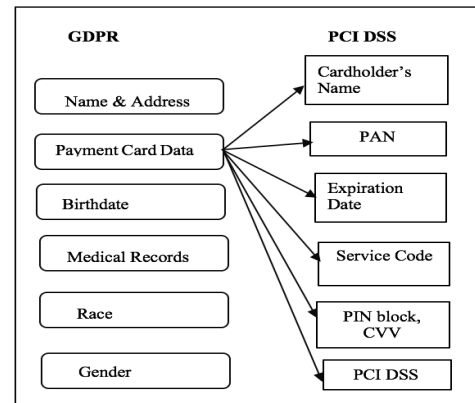 GDPR
PCI DSS
Name & Address
Payment Card Data
Birthdate
Medical Records
Race
Gender
Cardholder's
Name
PAN
Expiration
Date
Service Code
PIN block,
CVV
PCI DSS